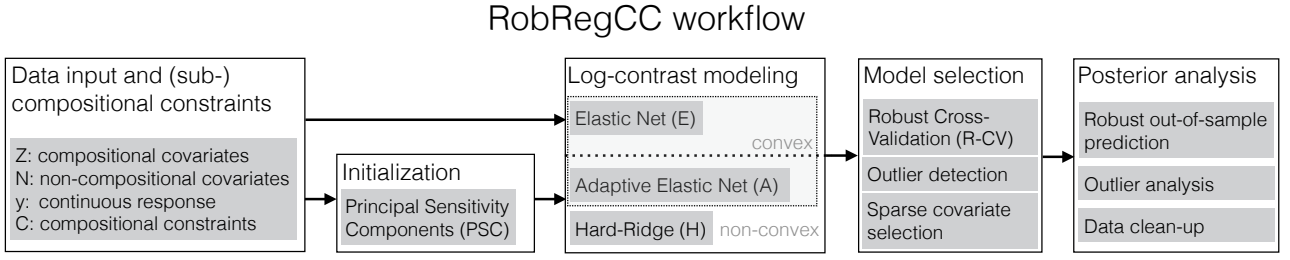 RobRegCC workflow
Data input and (sub-)
compositional constraints
Z: compositional covariates
N: non-compositional covariates
y: continuous response
C: compositional constraints
Initialization
Principal Sensitivity
Components (PSC)
Log-contrast modeling
Elastic Net (E)
convex
Adaptive Elastic Net (A)
Hard-Ridge (H)
non-convex
Model selection
Robust Cross-
Validation (R-CV)
Outlier detection
Sparse covariate
selection
Posterior analysis
Robust out-of-sample
prediction
Outlier analysis
Data clean-up